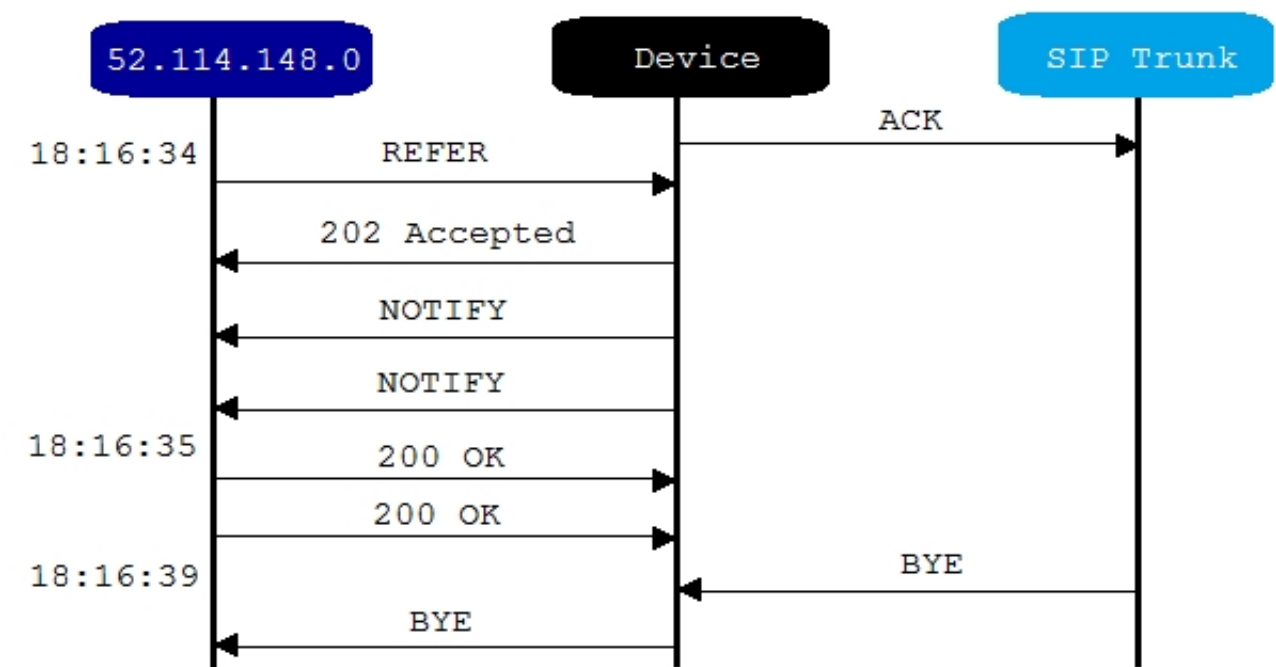 52.114.148.0
Device
SIP Trunk
ACK
18:16:34
REFER
202 Accepted
NOTIFY
NOTIFY
18:16:35
200 OK
200 OK
BYE
18:16:39
BYE